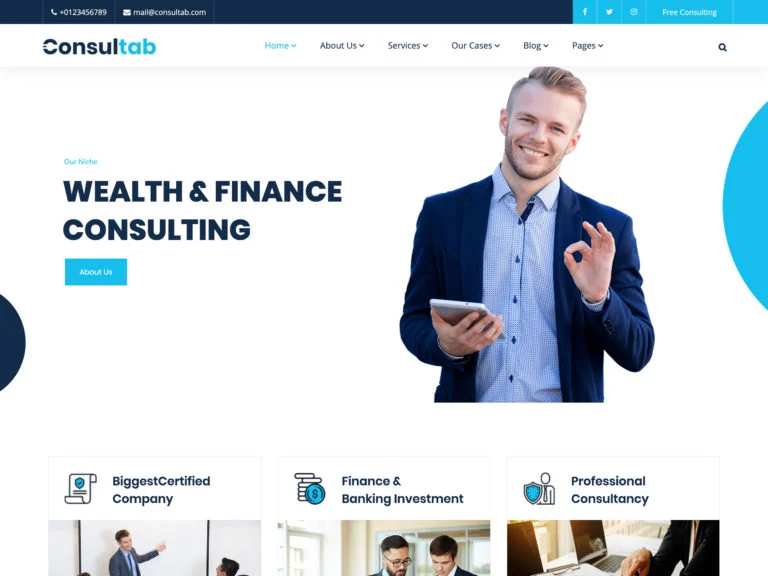 +0123456789
mail@consultab.com
Free Consulting
Consultab
Home
About Us
Services
Our Cases
Blog
Pages
Our Niche
WEALTH & FINANCE
CONSULTING
About Us
BiggestCertified
Company
Finance &
Banking Investment
Professional
Consultancy